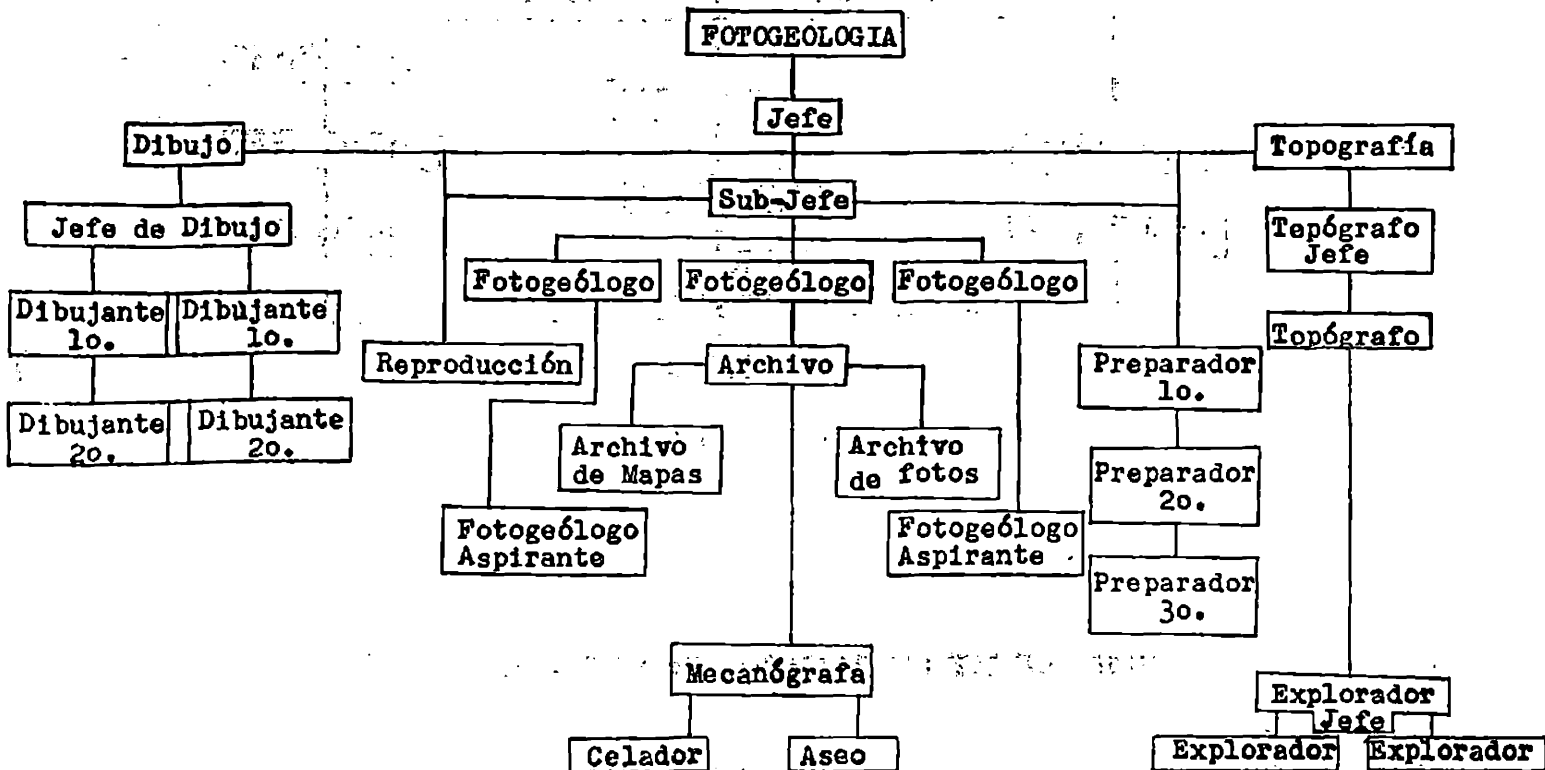 FOTOGEOLOGIA
Jefe
Dibujo
Topografía
Sub-Jefe
Jefe de Dibujo
Tepógrafo
Jefe
Fotogeólogo
Fotogeólogo
Fotogeólogo
Dibujante
1o.
Dibujante
1o.
Topógrafo
Reproducción
Archivo
Preparador
1o.
Dibujante
2o.
Dibujante
2o.
Archivo
de Mapas
Archivo
de fotos
Preparador
2o.
Fotogeólogo
Aspirante
Fotogeólogo
Aspirante
Preparador
3o.
Mecanógrafa
Explorador
Jefe
Celador
Aseo
Explorador
Explorador